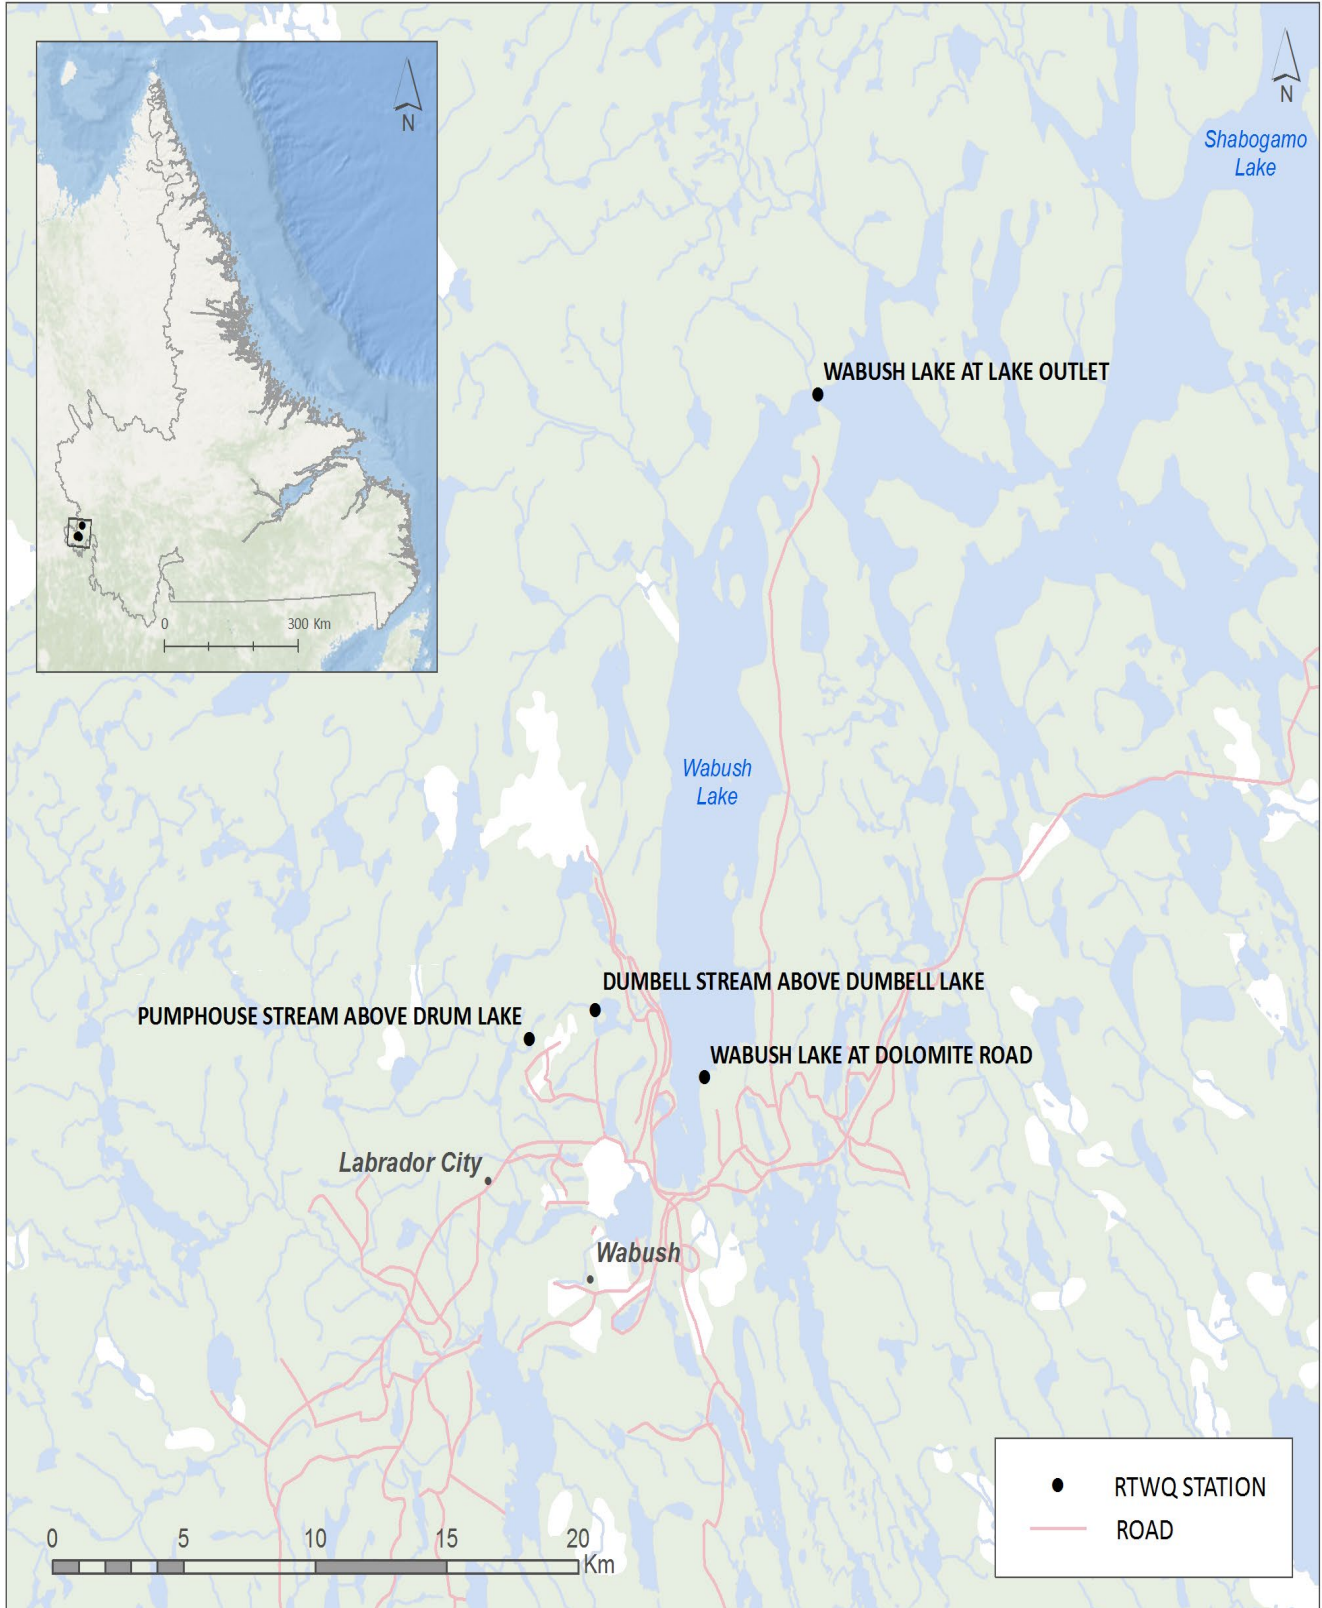 N
N
Shabogamo
Lake
WABUSH LAKE AT LAKE OUTLET
0
300 Km
Wabush
Lake
DUMBELL STREAM ABOVE DUMBELL LAKE
PUMPHOUSE STREAM ABOVE DRUM LAKE
WABUSH LAKE AT DOLOMITE ROAD
Labrador City
Wabush
RTWQ STATION
ROAD
0 5 10 15 20
Km